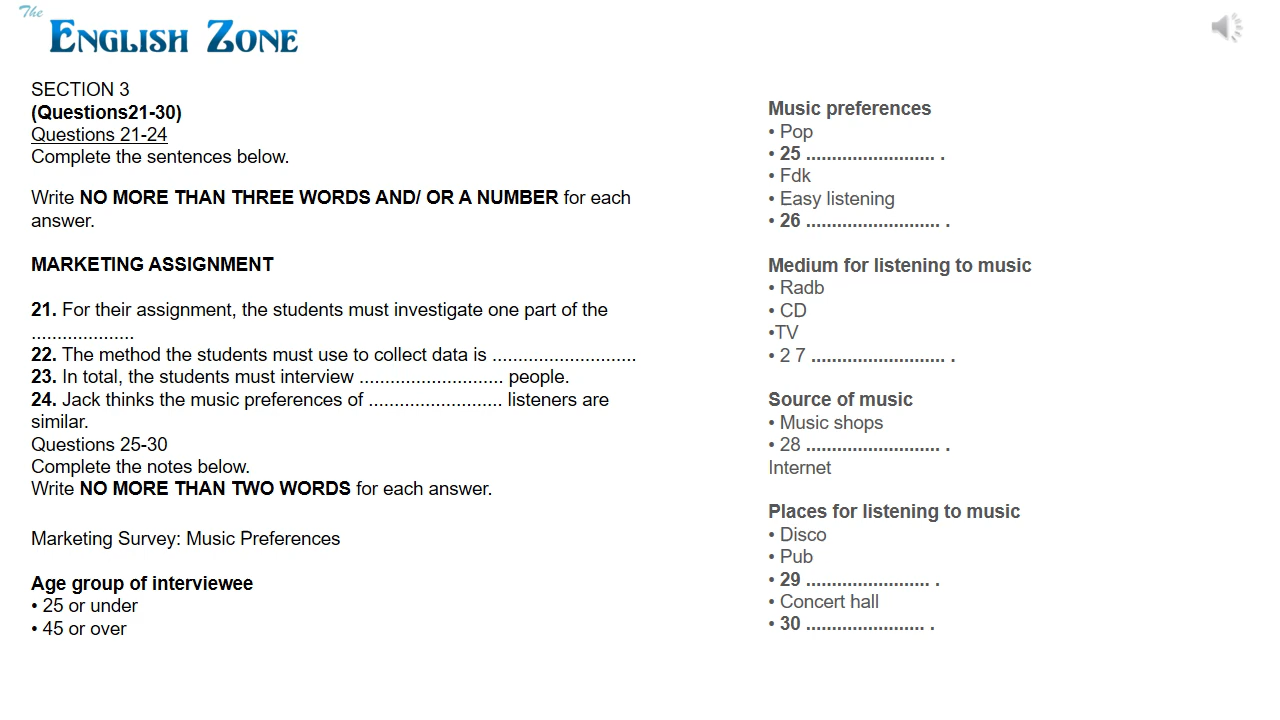 The
ENGLISH ZONE
SECTION 3
(Questions21-30)
Questions 21-24
Complete the sentences below.
Write NO MORE THAN THREE WORDS AND/ OR A NUMBER for each
answer.
MARKETING ASSIGNMENT
21. For their assignment, the students must investigate one part of the
....................
22. The method the students must use to collect data is ............................
23. In total, the students must interview ............................ people.
24. Jack thinks the music preferences of .......................... listeners are
similar.
Questions 25-30
Complete the notes below.
Write NO MORE THAN TWO WORDS for each answer.
Marketing Survey: Music Preferences
Age group of interviewee
• 25 or under
• 45 or over
Music preferences
• Pop
• 25 ......................... .
• Fdk
• Easy listening
• 26 .......................... .
Medium for listening to music
• Radb
• CD
•TV
• 2 7 .......................... .
Source of music
• Music shops
• 28 .......................... .
Internet
Places for listening to music
• Disco
• Pub
• 29 ........................ .
• Concert hall
• 30 ....................... .